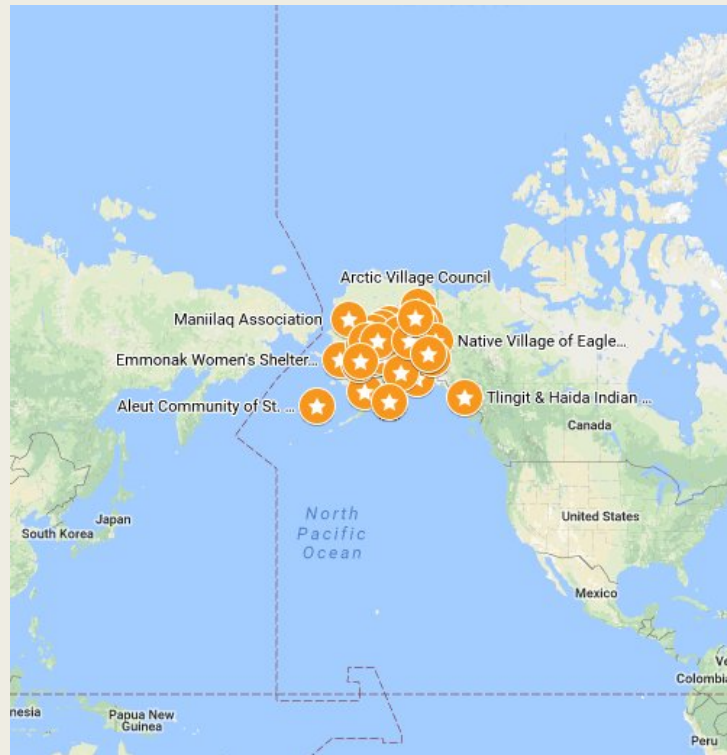 Arctic Village Council
Maniilaq Association
Native Village of Eagle...
Emmonak Women's Shelter...
Aleut Community of St. ...
Tlingit & Haida Indian ...
Canada
North
Pacific
Ocean
United States
Japan
South Korea
Mexico
nesia
Papua New
Guinea
Ve
Colombia
Peru